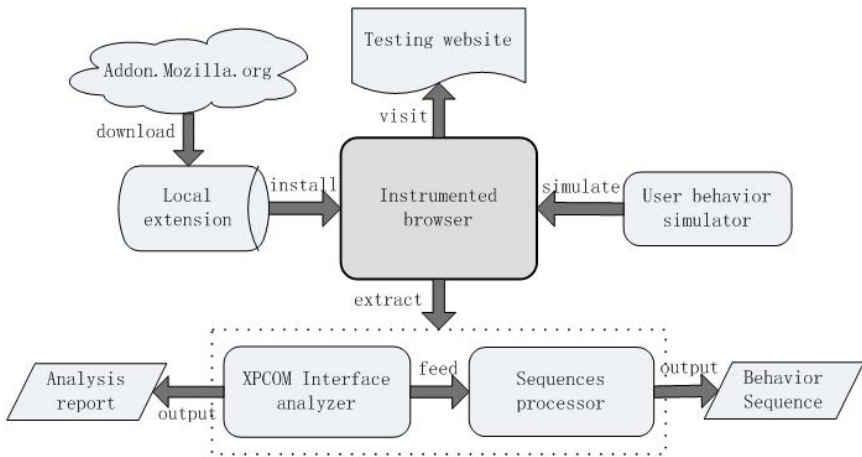 Testing website
Addon.Mozilla.org
download
visit
Local
extension
install
Instrumented
browser
simulate
User behavior
simulator
extract
Analysis
report
output
XPCOM Interface
analyzer
feed
Sequences
processor
output
Behavior
Sequence